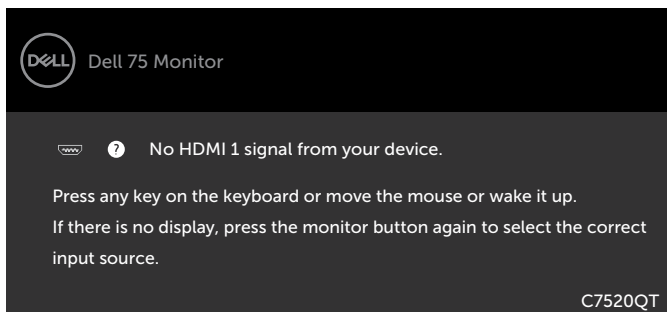 DELL
Dell 75 Monitor
? No HDMI 1 signal from your device.
Press any key on the keyboard or move the mouse or wake it up.
If there is no display, press the monitor button again to select the correct
input source.
C7520QT